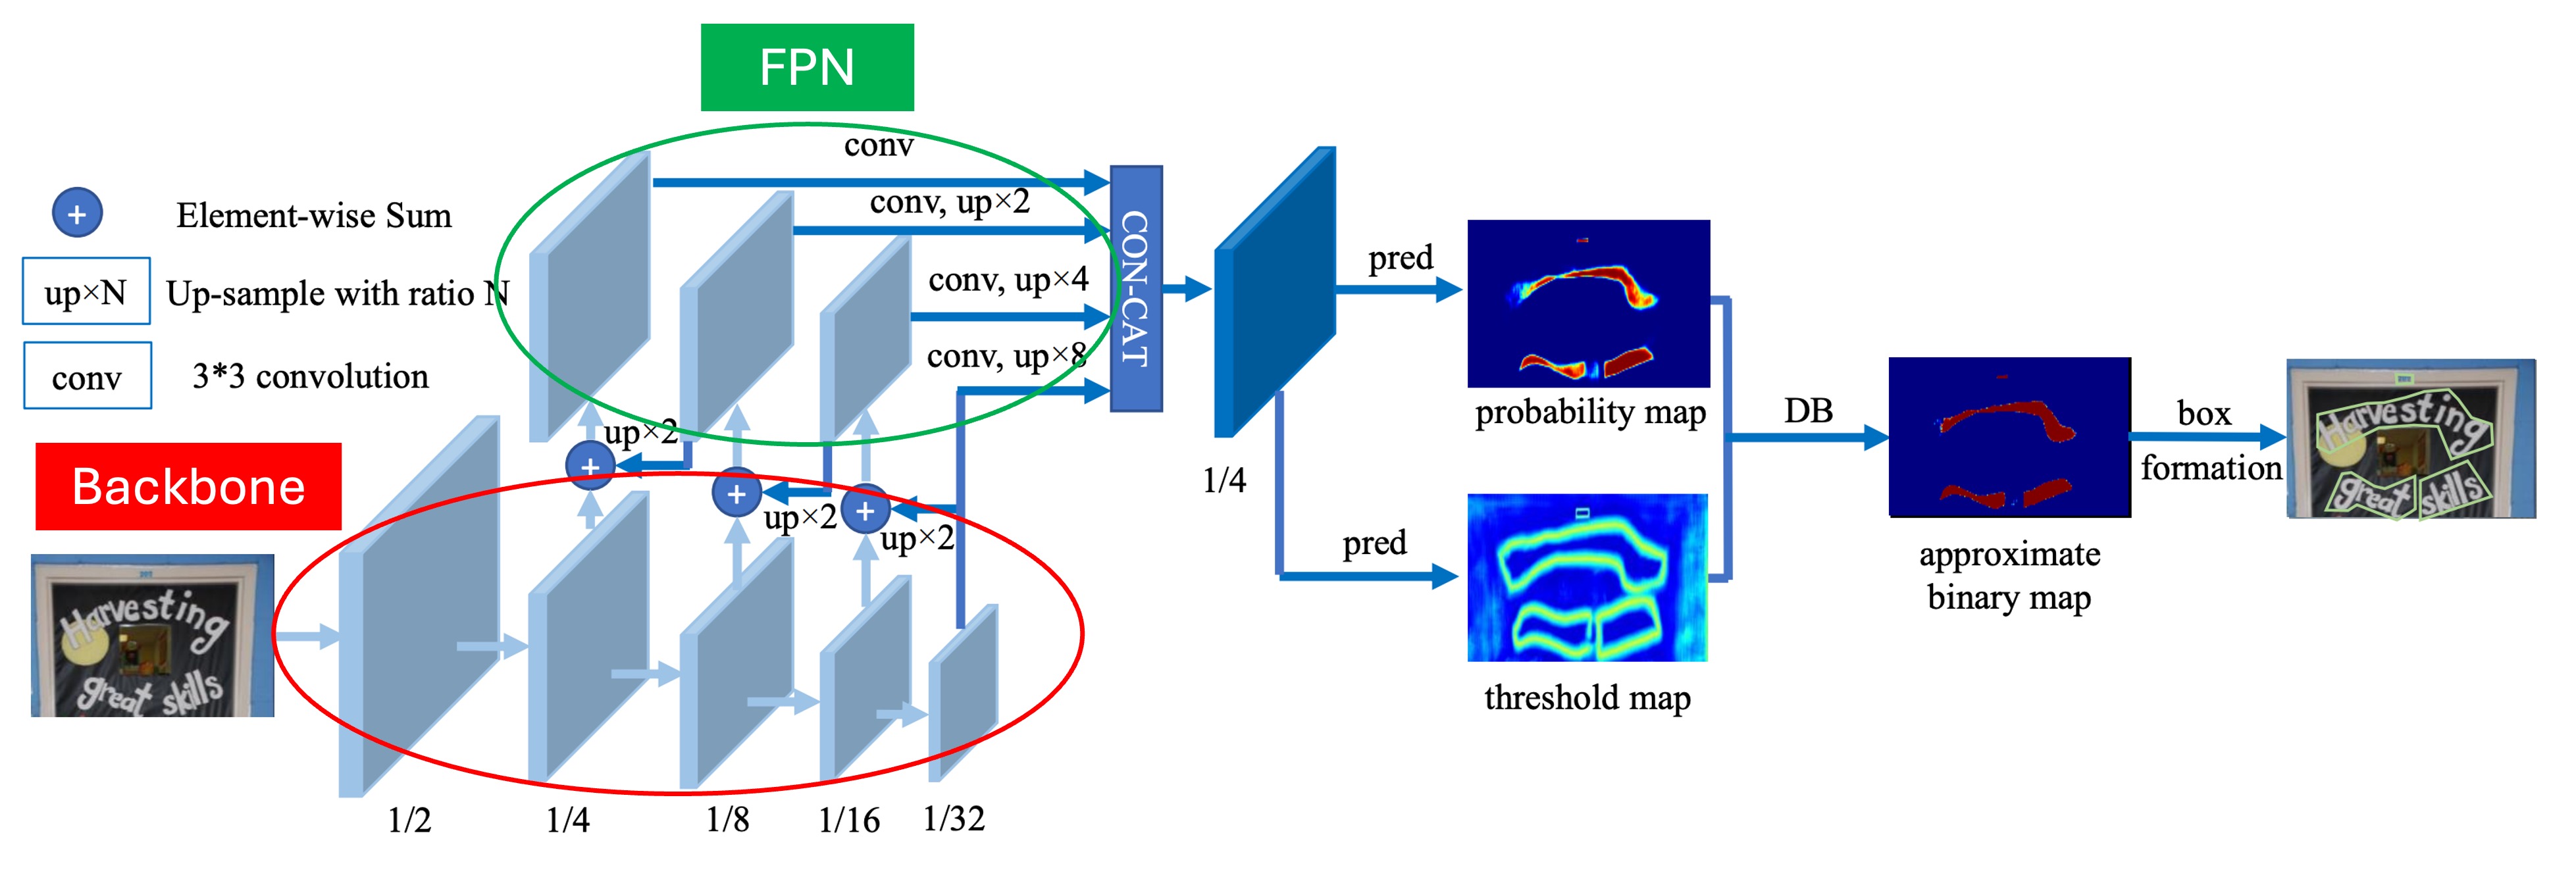 FPN
conv
conv, up×2
conv, up×4
conv, up×8
CON-CAT
+
Element-wise Sum
up×N
Up-sample with ratio N
conv
3*3 convolution
Backbone
up×2
+
up×2
+
up×2
+
Harvesting
great skills
1/2
1/4
1/8
1/16
1/32
1/4
pred
probability map
pred
threshold map
DB
approximate
binary map
box
formation
Harvesting
great skills